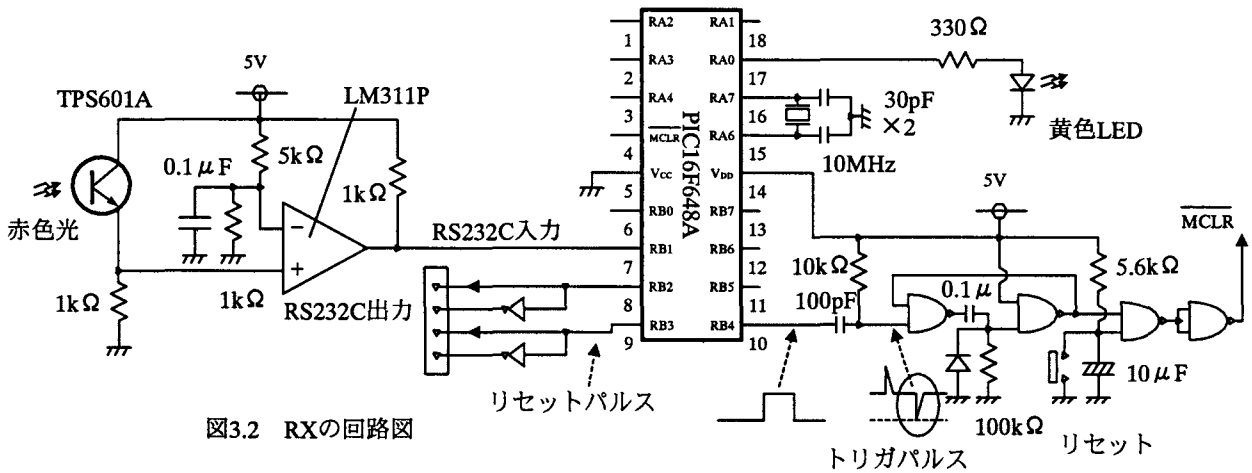 TPS601A
5V
LM311P
0.1μF
5kΩ
1kΩ
赤色光
1kΩ
1kΩ
RS232C入力
RS232C出力
リセットパルス
PIC16F648A
RA2
1
RA3
2
RA4
3
MCLR
4
Vcc
5
RB0
6
RB1
7
RB2
8
RB3
9
RA1
18
RA0
17
RA7
16
RA6
15
VDD
14
RB7
13
RB6
12
RB5
11
RB4
10
330Ω
黄色LED
30pF
×2
10MHz
5V
MCLR
10kΩ
100pF
0.1μ
5.6kΩ
10μF
100kΩ
リセット
トリガパルス
図3.2 RXの回路図